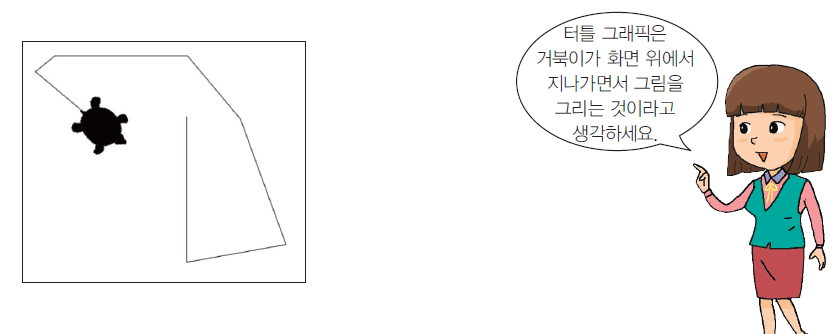 터틀 그래픽은
거북이가 화면 위에서
지나가면서 그림을
그리는 것이라고
생각하세요.